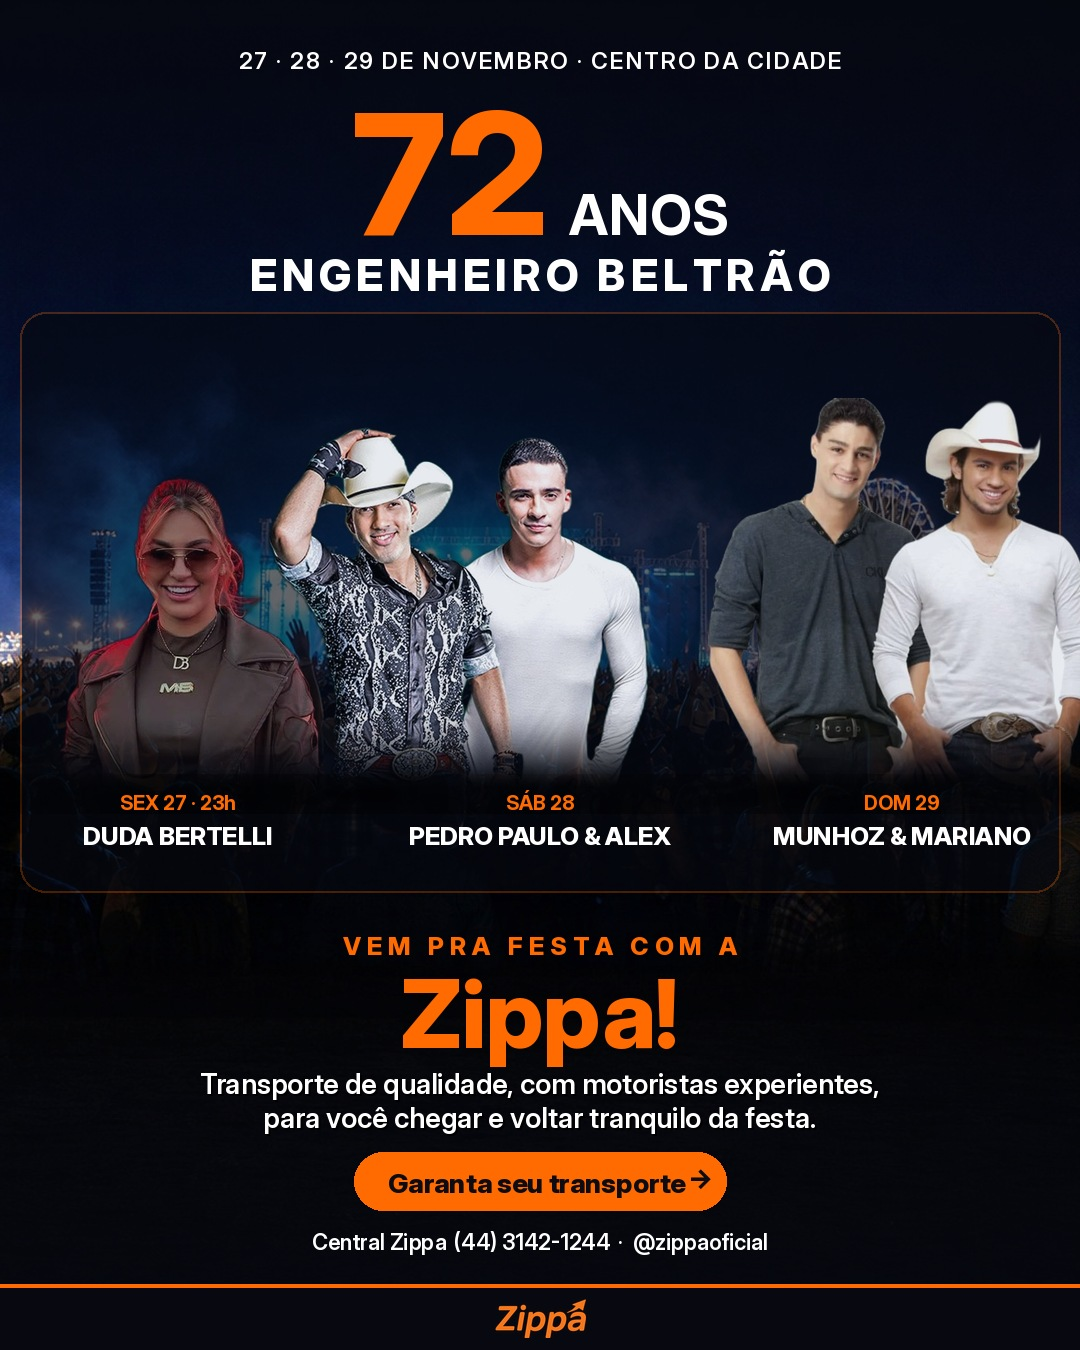 27 · 28 · 29 DE NOVEMBRO · CENTRO DA CIDADE
72 ANOS
ENGENHEIRO BELTRÃO
DB
MB
SEX 27 · 23h
DUDA BERTELLI
SÁB 28
PEDRO PAULO & ALEX
DOM 29
MUNHOZ & MARIANO
VEM PRA FESTA COM A
Zippa!
Transporte de qualidade, com motoristas experientes,
para você chegar e voltar tranquilo da festa.
Garanta seu transporte →
Central Zippa (44) 3142-1244 · @zippaoficial
Zippa